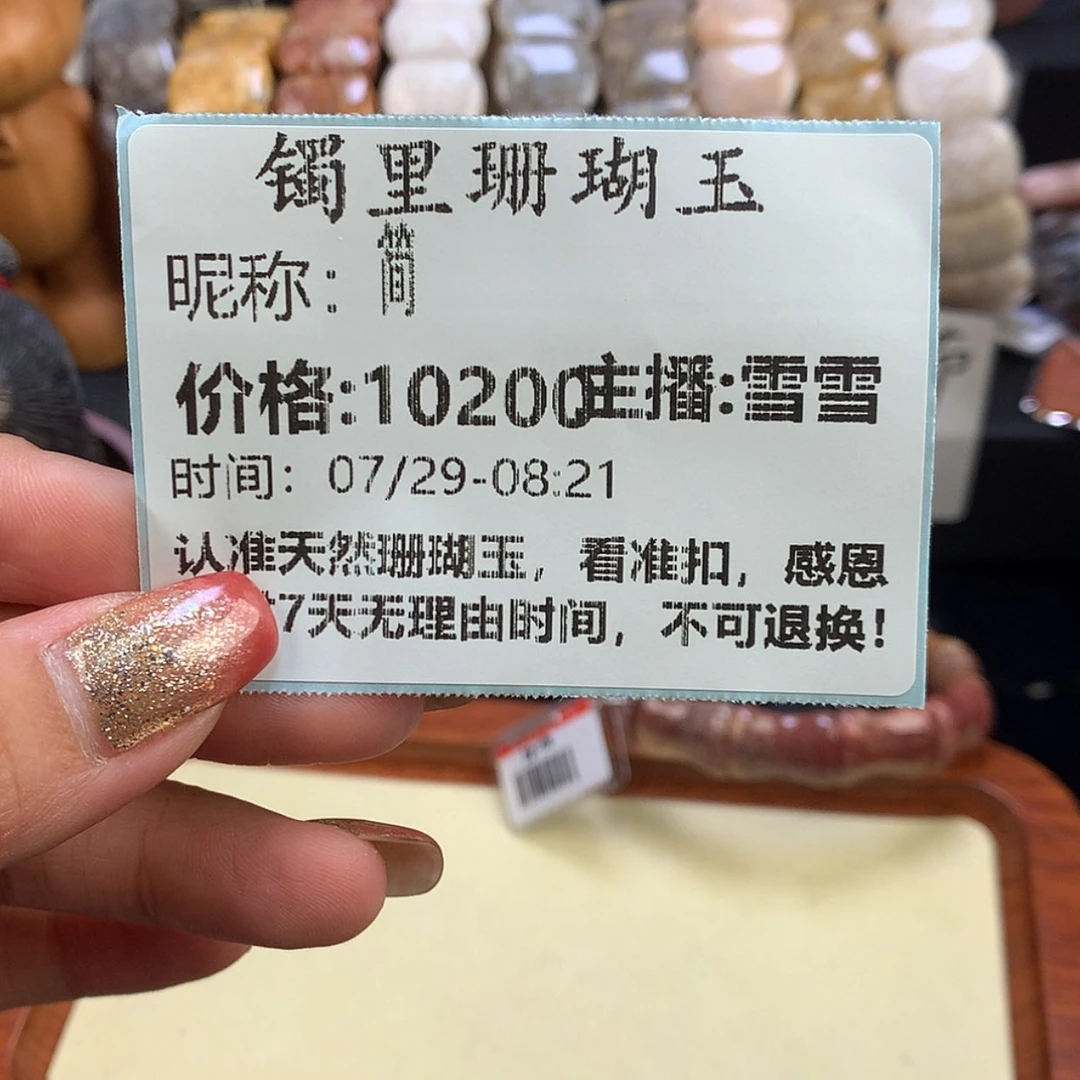 镯里珊瑚玉
昵称：简
价格:10200主播:雪雪
时间：07/29-08:21
认准天然珊瑚玉，看准扣，感恩
7天无理由时间，不可退换！